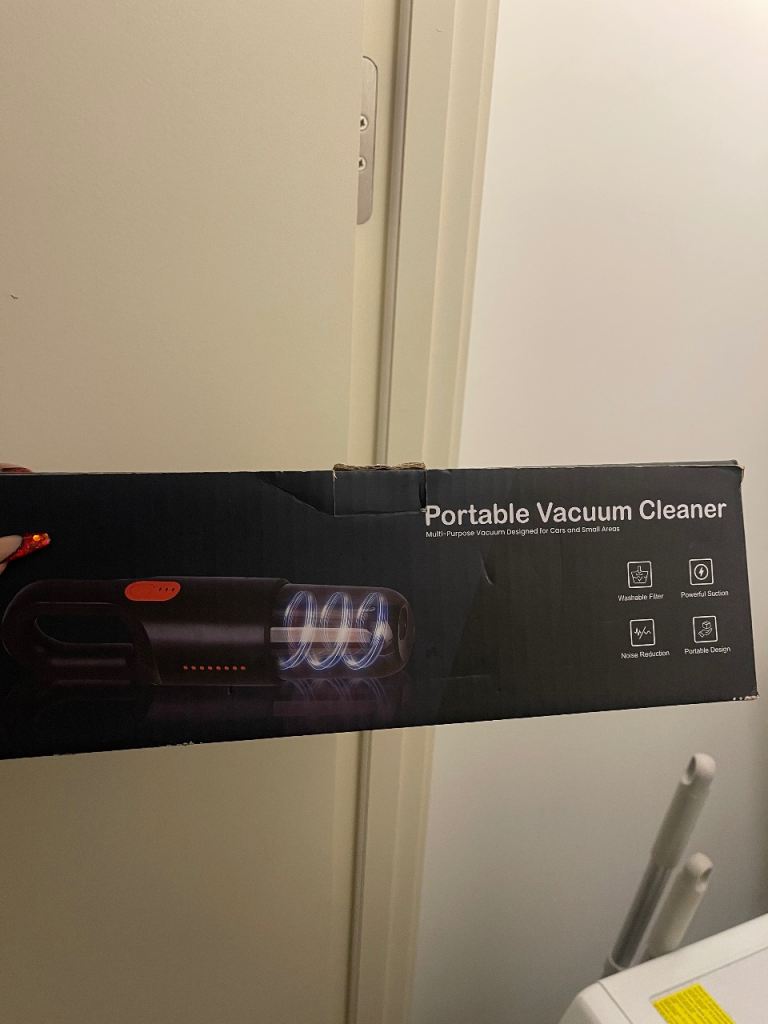 Portable Vacuum Cleaner
Multi-Purpose Vacuum Designed for Cars and Small Areas
Washable Filter
Powerful Suction
Noise Reduction
Portable Design